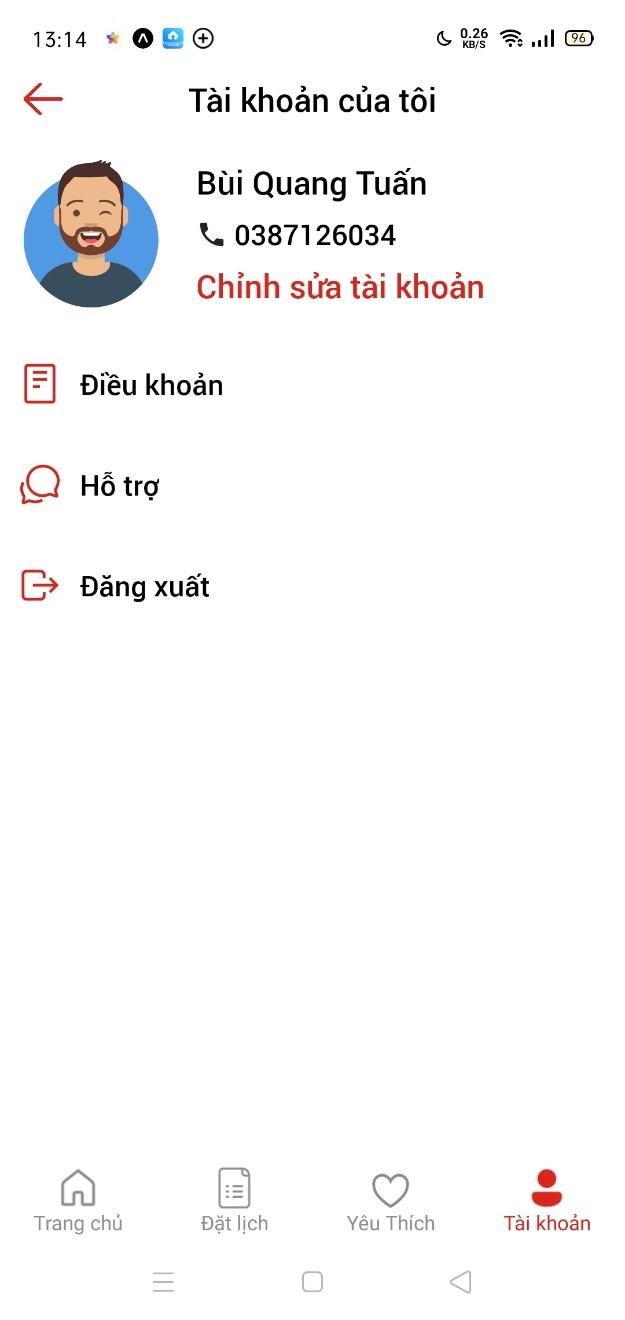 13:14 0.26 KB/S 96
Tài khoản của tôi
Bùi Quang Tuấn
0387126034
Chỉnh sửa tài khoản
Điều khoản
Hỗ trợ
Đăng xuất
Trang chủ Đặt lịch Yêu Thích Tài khoản